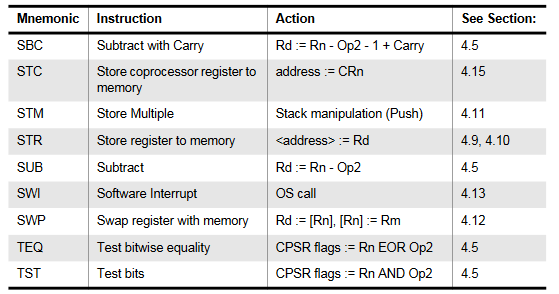 Mnemonic Instruction Action See Section:
SBC Subtract with Carry Rd := Rn - Op2 - 1 + Carry 4.5
STC Store coprocessor register to memory address := CRn 4.15
STM Store Multiple Stack manipulation (Push) 4.11
STR Store register to memory <address> := Rd 4.9, 4.10
SUB Subtract Rd := Rn - Op2 4.5
SWI Software Interrupt OS call 4.13
SWP Swap register with memory Rd := [Rn], [Rn] := Rm 4.12
TEQ Test bitwise equality CPSR flags := Rn EOR Op2 4.5
TST Test bits CPSR flags := Rn AND Op2 4.5